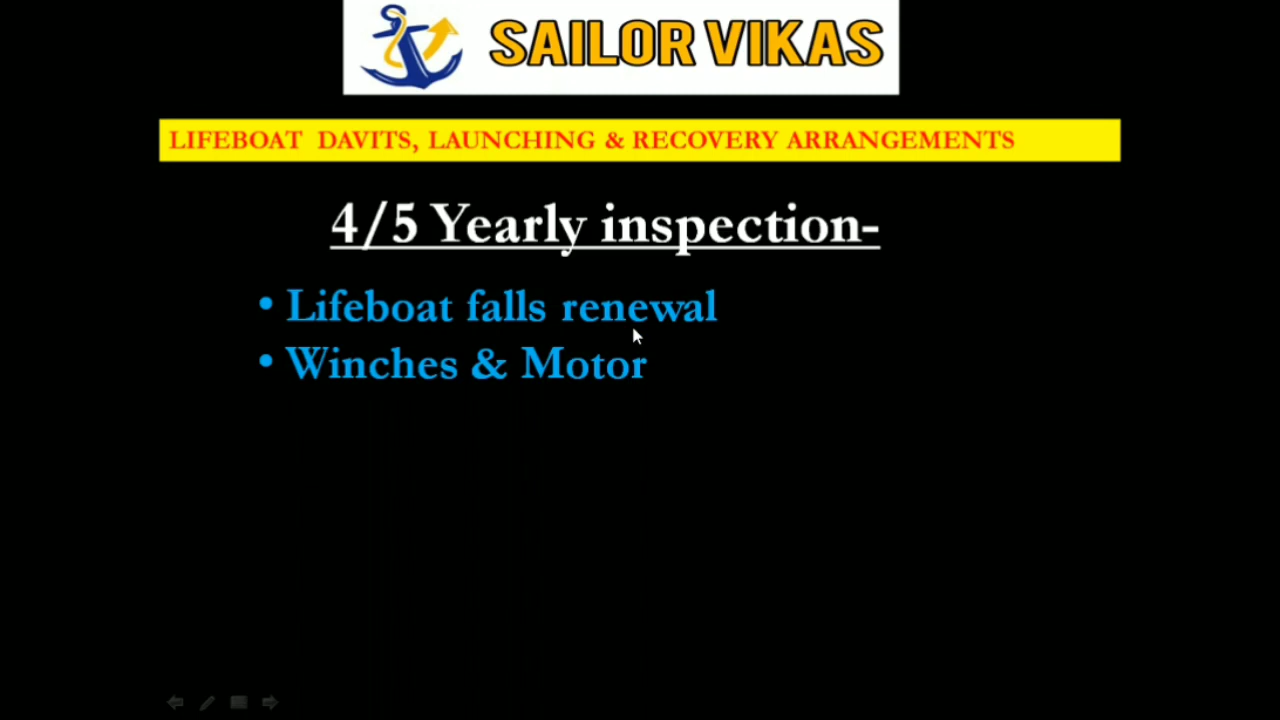 SAILOR VIKAS
LIFEBOAT DAVITS, LAUNCHING & RECOVERY ARRANGEMENTS
4/5 Yearly inspection-
• Lifeboat falls renewal
• Winches & Motor